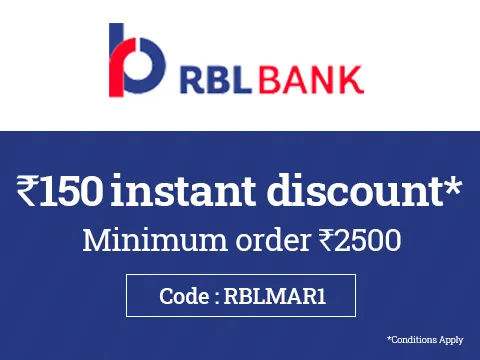 RBL BANK
₹150 instant discount*
Minimum order ₹2500
Code : RBLMAR1
*Conditions Apply